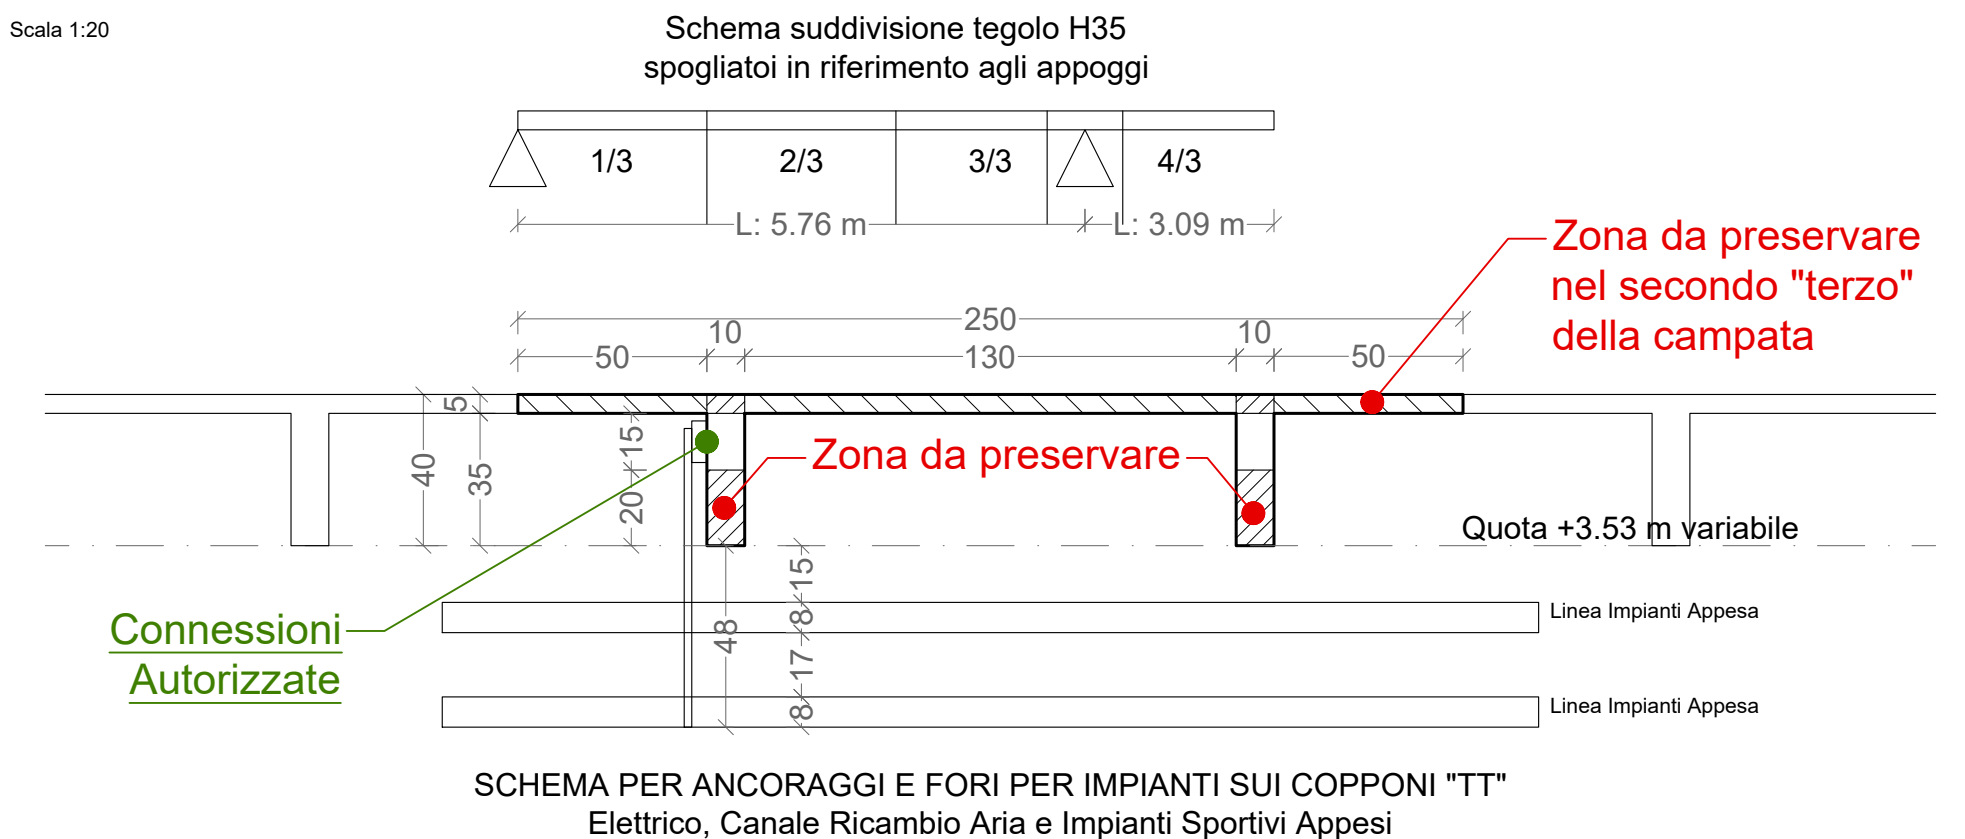 Scala 1:20
Schema suddivisione tegolo H35
spogliatoi in riferimento agli appoggi
1/3
2/3
3/3
4/3
L: 5.76 m
L: 3.09 m
Zona da preservare
nel secondo "terzo"
della campata
250
10
10
50
130
50
5
15
40
35
20
Zona da preservare
Quota +3.53 m variabile
15
8
48
17
8
Connessioni
Autorizzate
Linea Impianti Appesa
Linea Impianti Appesa
SCHEMA PER ANCORAGGI E FORI PER IMPIANTI SUI COPPONI "TT"
Elettrico, Canale Ricambio Aria e Impianti Sportivi Appesi